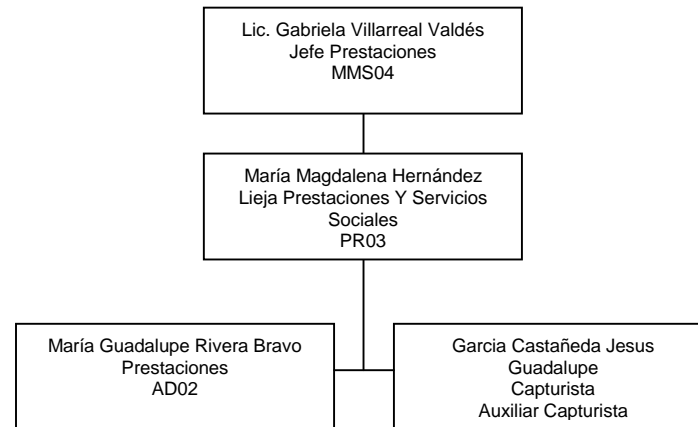 Lic. Gabriela Villarreal Valdés
Jefe Prestaciones
MMS04
María Magdalena Hernández
Lieja Prestaciones Y Servicios
Sociales
PR03
María Guadalupe Rivera Bravo
Prestaciones
AD02
Garcia Castañeda Jesus
Guadalupe
Capturista
Auxiliar Capturista